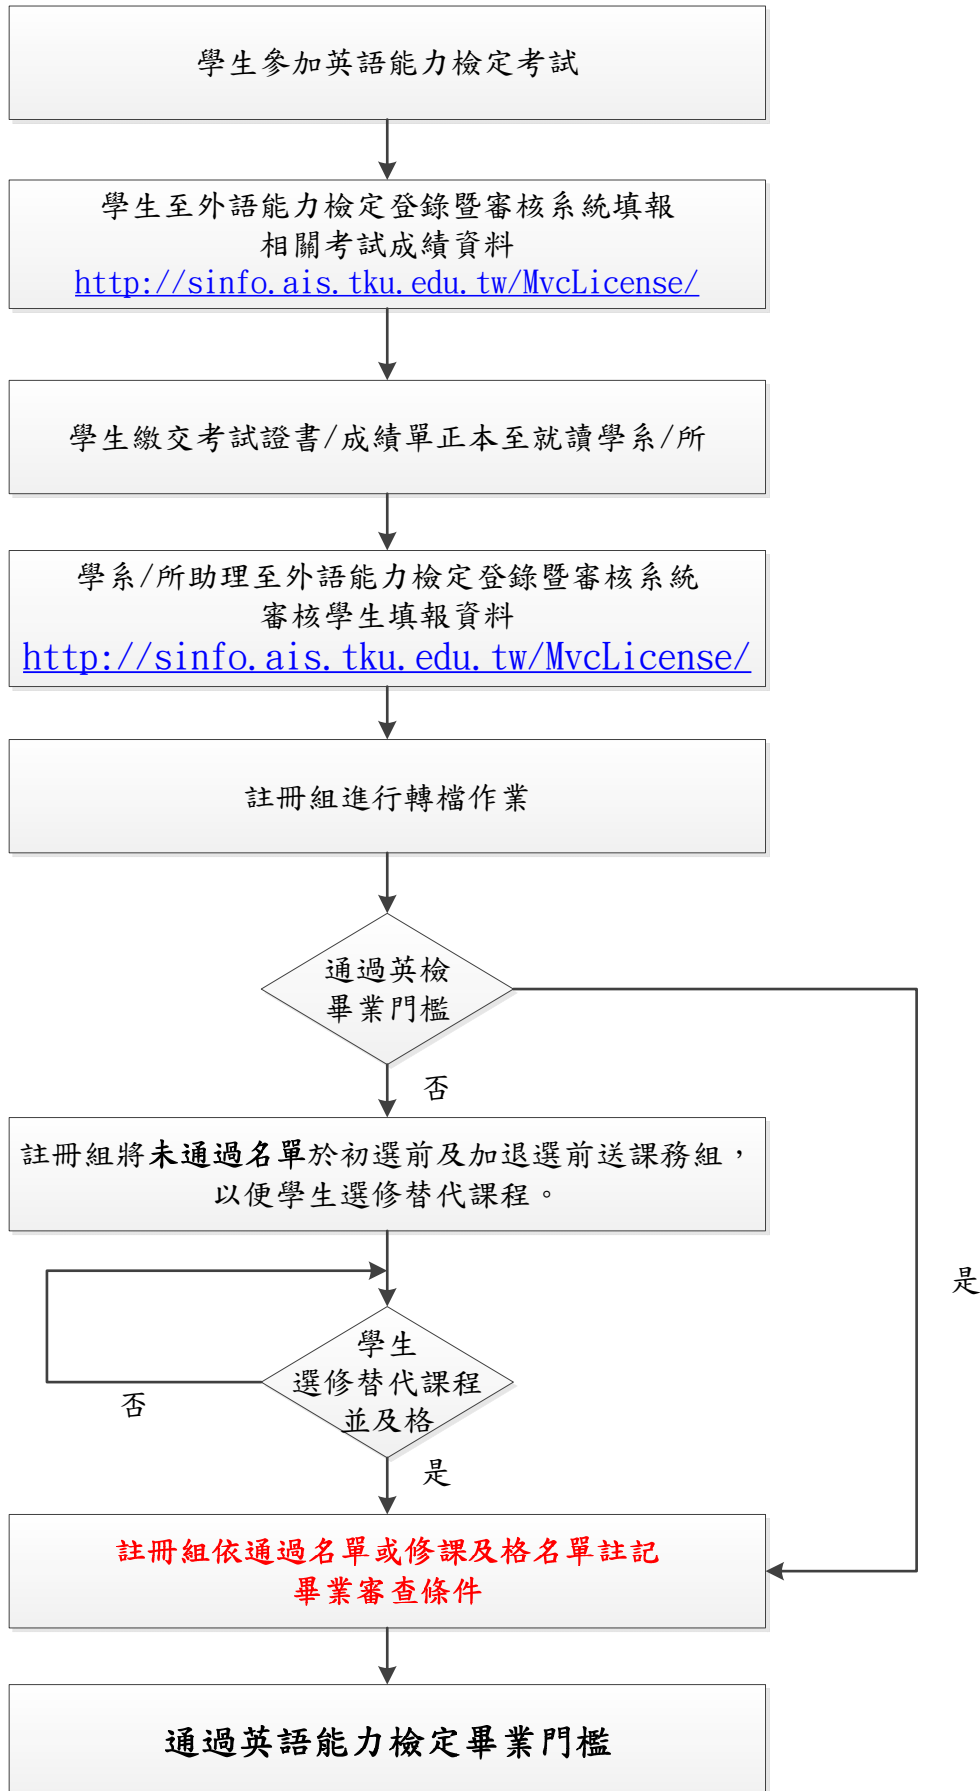 學生參加英語能力檢定考試
學生至外語能力檢定登錄暨審核系統填報
相關考試成績資料
http://sinfo.ais.tku.edu.tw/MvcLicense/
學生繳交考試證書/成績單正本至就讀學系/所
學系/所助理至外語能力檢定登錄暨審核系統
審核學生填報資料
http://sinfo.ais.tku.edu.tw/MvcLicense/
註冊組進行轉檔作業
通過英檢
畢業門檻
否
註冊組將未通過名單於初選前及加退選前送課務組，
以便學生選修替代課程。
是
學生
選修替代課程
並及格
否
是
註冊組依通過名單或修課及格名單註記
畢業審查條件
通過英語能力檢定畢業門檻